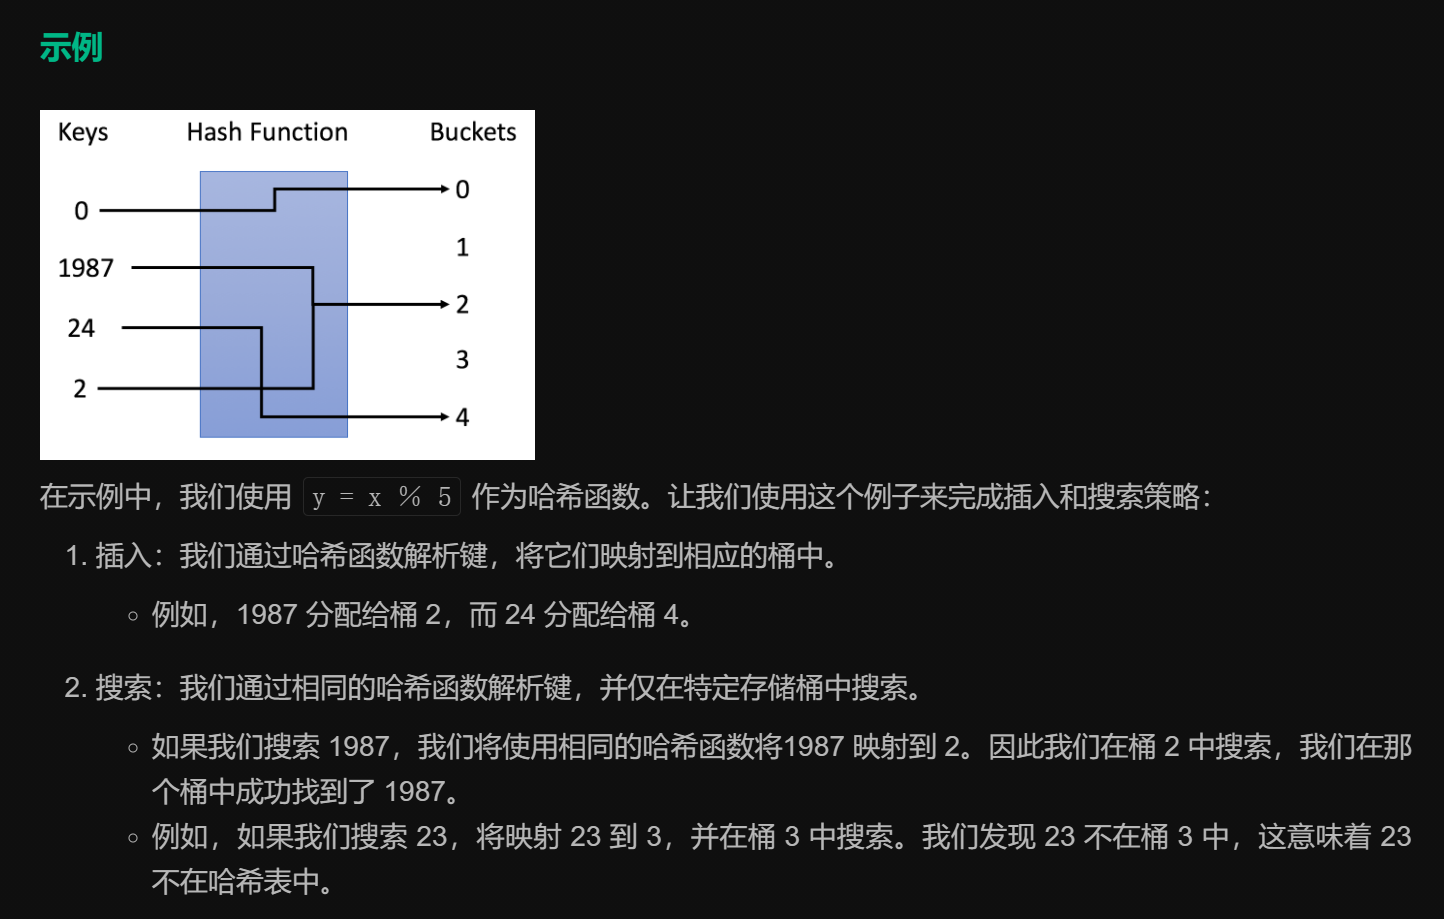 示例
Keys Hash Function Buckets
0 0
1
1987
2
24
3
2
4
在示例中，我们使用 y = x % 5 作为哈希函数。让我们使用这个例子来完成插入和搜索策略：
1. 插入：我们通过哈希函数解析键，将它们映射到相应的桶中。
◦ 例如，1987 分配给桶 2，而 24 分配给桶 4。
2. 搜索：我们通过相同的哈希函数解析键，并仅在特定存储桶中搜索。
◦ 如果我们搜索 1987，我们将使用相同的哈希函数将1987 映射到 2。因此我们在桶 2 中搜索，我们在那
个桶中成功找到了 1987。
◦ 例如，如果我们搜索 23，将映射 23 到 3，并在桶 3 中搜索。我们发现 23 不在桶 3 中，这意味着 23
不在哈希表中。